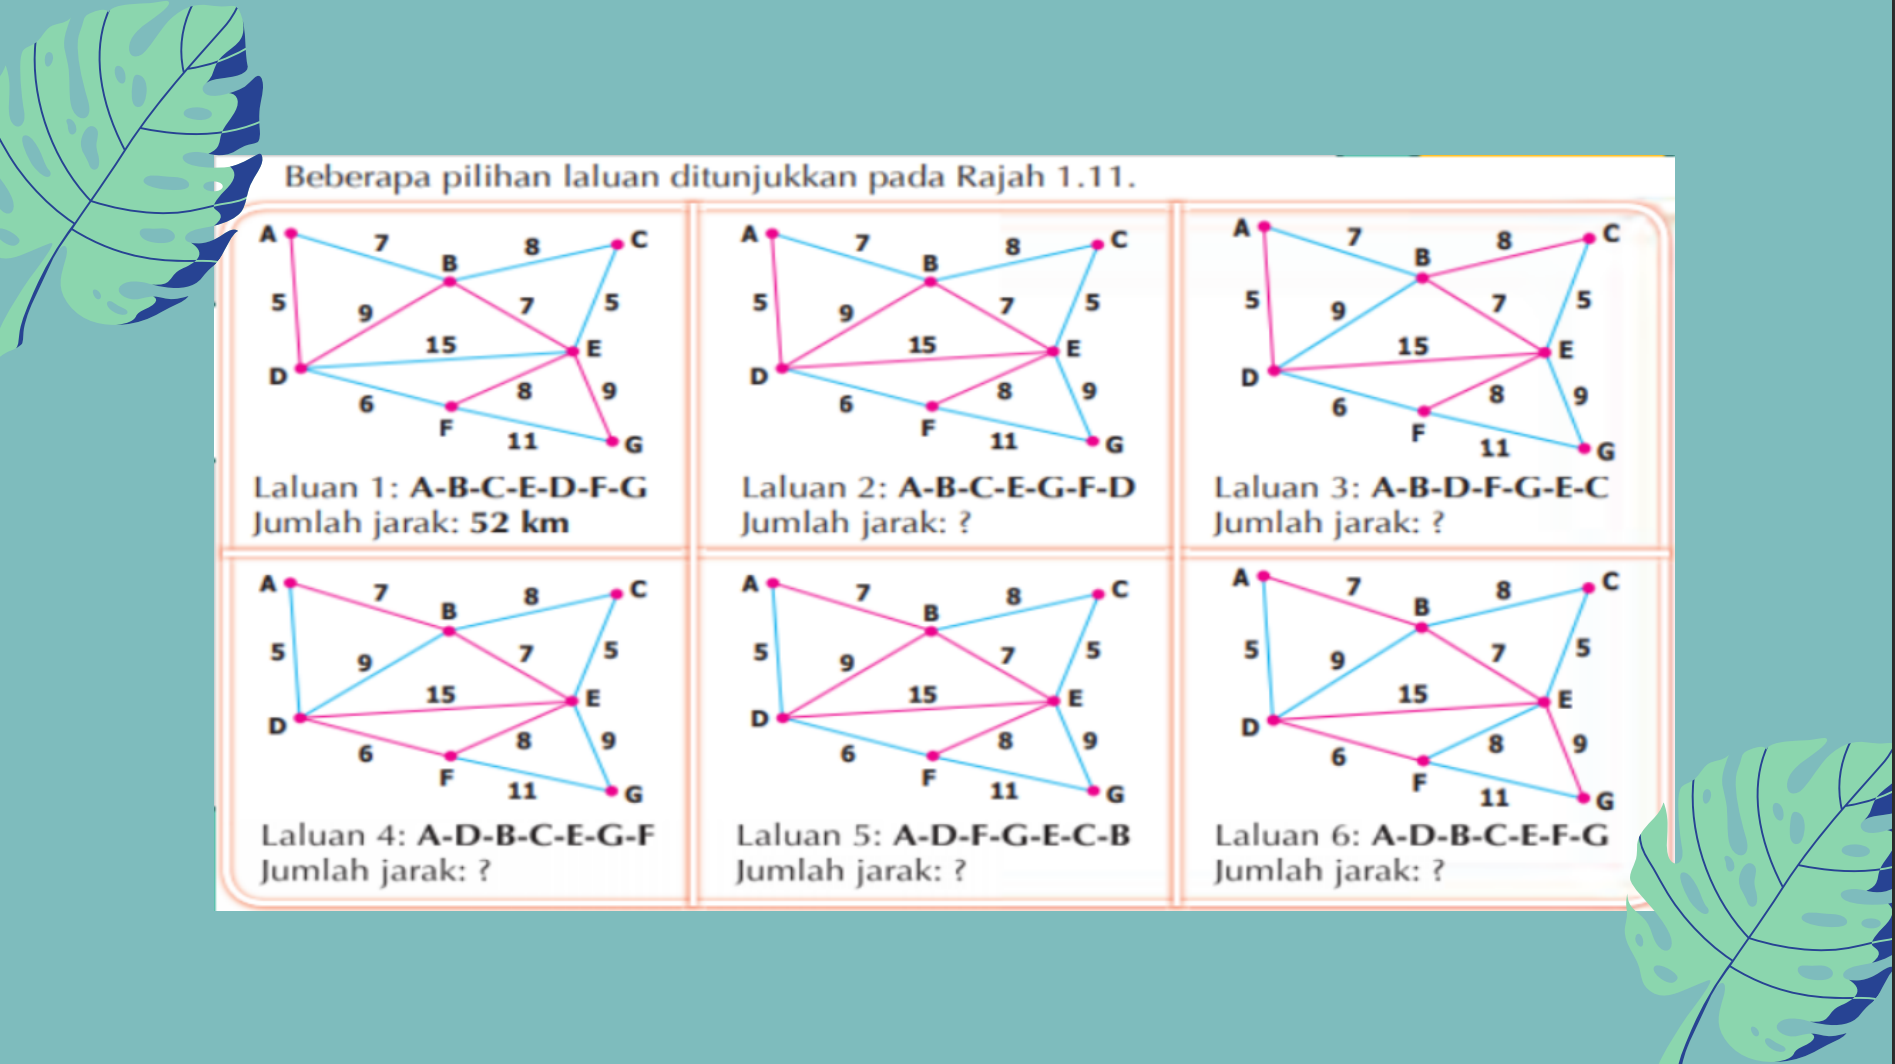 Beberapa pilihan laluan ditunjukkan pada Rajah 1.11.
A 7 8 C
B
5 9 7 5
15 E
D 8 9
6 F 11 G
Laluan 1: A-B-C-E-D-F-G
Jumlah jarak: 52 km
A 7 8 C
B
5 9 7 5
15 E
D 8 9
6 F 11 G
Laluan 2: A-B-C-E-G-F-D
Jumlah jarak: ?
A 7 8 C
B
5 9 7 5
15 E
D 8 9
6 F 11 G
Laluan 3: A-B-D-F-G-E-C
Jumlah jarak: ?
A 7 8 C
B
5 9 7 5
15 E
D 8 9
6 F 11 G
Laluan 4: A-D-B-C-E-G-F
Jumlah jarak: ?
A 7 8 C
B
5 9 7 5
15 E
D 8 9
6 F 11 G
Laluan 5: A-D-F-G-E-C-B
Jumlah jarak: ?
A 7 8 C
B
5 9 7 5
15 E
D 8 9
6 F 11 G
Laluan 6: A-D-B-C-E-F-G
Jumlah jarak: ?